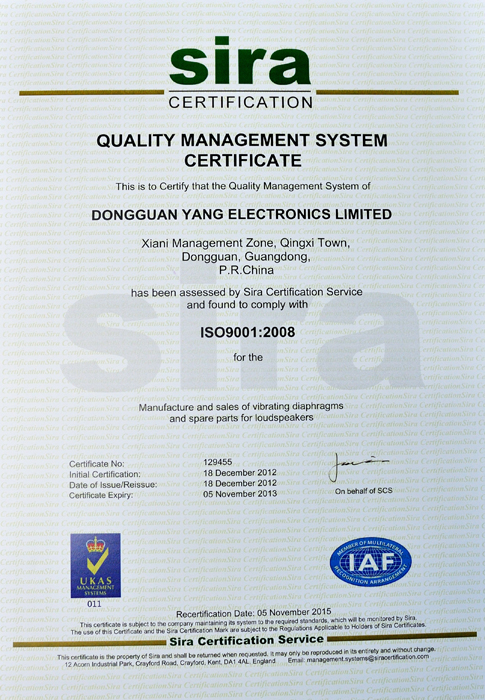 sira
CERTIFICATION
QUALITY MANAGEMENT SYSTEM
CERTIFICATE
This is to Certify that the Quality Management System of
DONGGUAN YANG ELECTRONICS LIMITED
Xiani Management Zone, Qingxi Town,
Dongguan, Guangdong,
P.R.China
has been assessed by Sira Certification Service
and found to comply with
sira
ISO9001:2008
for the
Manufacture and sales of vibrating diaphragms
and spare parts for loudspeakers
Certificate No: 129455
Initial Certification: 18 December 2012
Date of Issue/Reissue: 18 December 2012
Certificate Expiry: 05 November 2013
On behalf of SCS
UKAS
MANAGEMENT
SYSTEMS
011
MEMBER OF MULTILATERAL
IAF
RECOGNITION ARRANGEMENT
Recertification Date: 05 November 2015
This certificate is subject to the company maintaining its system to the required standards, which will be monitored by Sira.
The use of this Certificate and the Sira Certification Mark are subject to the Regulations Applicable to Holders of Sira Certificates.
Sira Certification Service
This certificate is the property of Sira and shall be returned when requested, it may only be reproduced in its entirety and without change.
12 Acorn Industrial Park, Crayford Road, Crayford, Kent, DA1 4AL, England Email: management.systems@siracertification.com